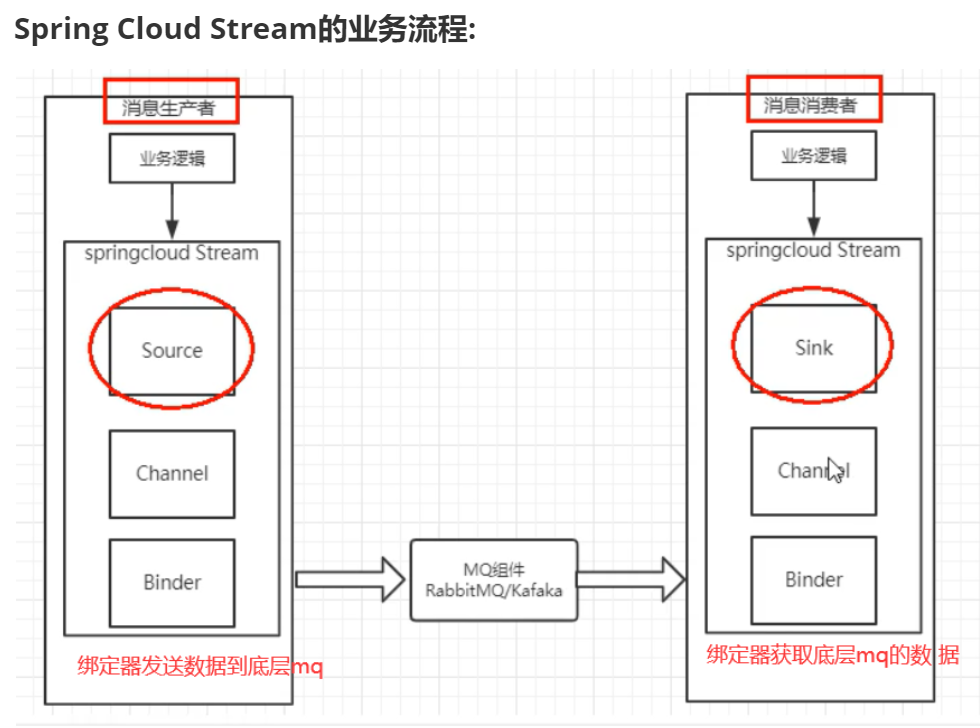 Spring Cloud Stream的业务流程:
消息生产者
业务逻辑
springcloud Stream
Source
Channel
Binder
绑定器发送数据到底层mq
MQ组件
RabbitMQ/Kafaka
消息消费者
业务逻辑
springcloud Stream
Sink
Channel
Binder
绑定器获取底层mq的数据